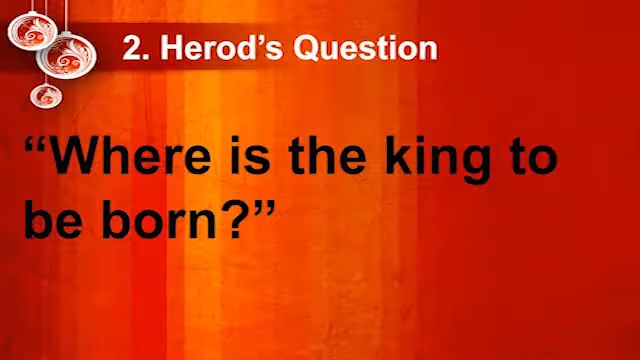 2. Herod’s Question
“Where is the king to
be born?”